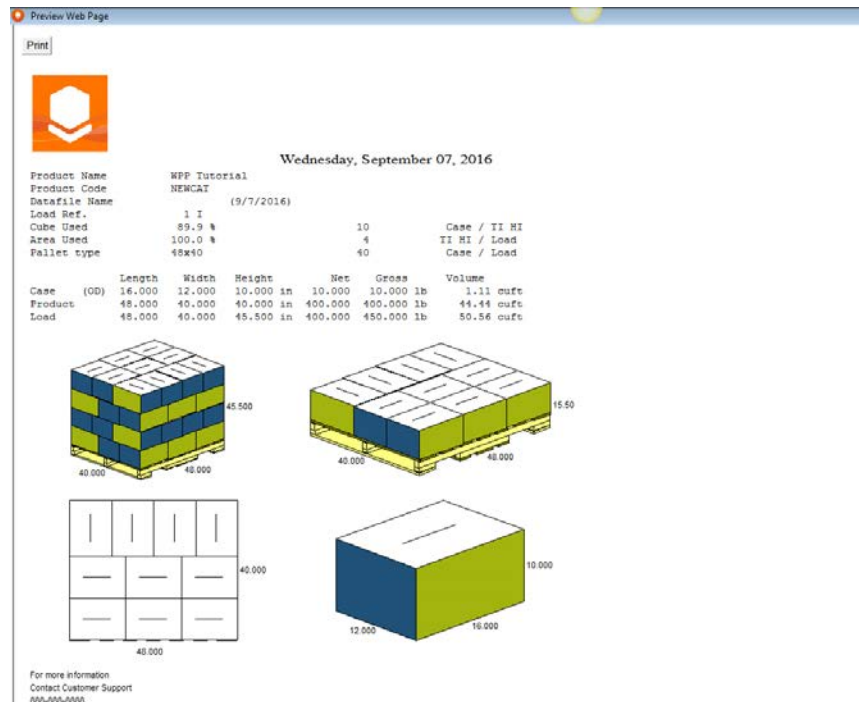 Preview Web Page
Print
Wednesday, September 07, 2016
Product Name WPP Tutorial
Product Code NEWCAT
Datafile Name (9/7/2016)
Load Ref. 1 I
Cube Used 89.9 % 10 Case / TI HI
Area Used 100.0 % 4 TI HI / Load
Pallet type 48x40 40 Case / Load
Length Width Height Net Gross Volume
Case (OD) 16.000 12.000 10.000 in 10.000 10.000 lb 1.11 cuft
Product 48.000 40.000 40.000 in 400.000 400.000 lb 44.44 cuft
Load 48.000 40.000 45.500 in 400.000 450.000 lb 50.56 cuft
45.500
40.000 48.000
15.50
40.000 48.000
40.000
48.000
10.000
12.000 16.000
For more information
Contact Customer Support